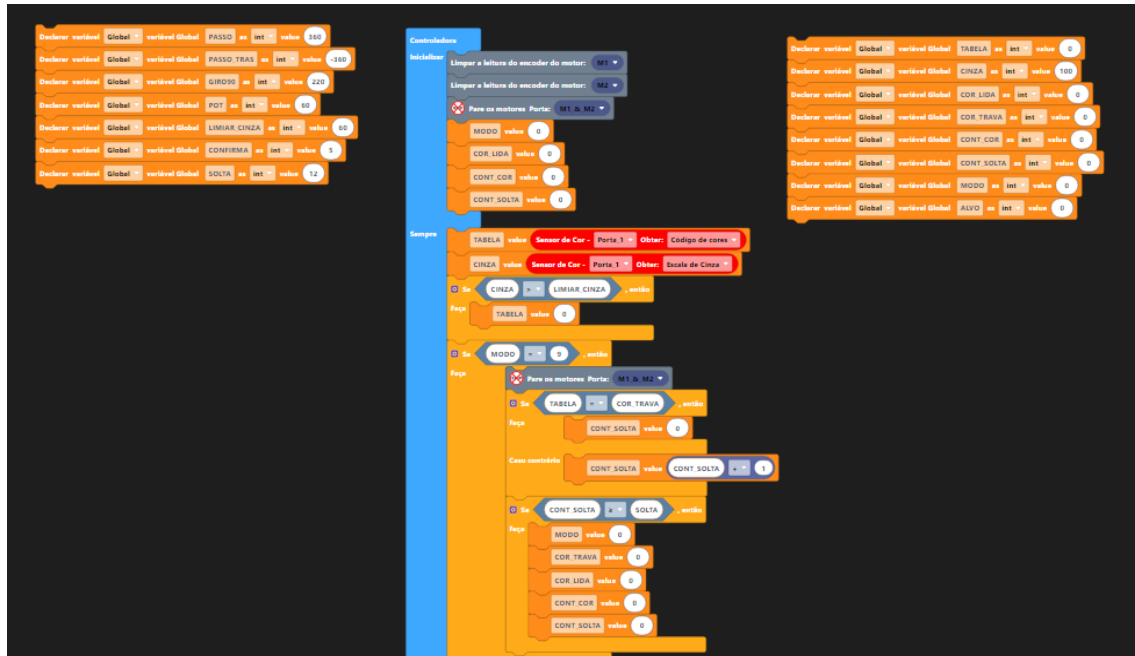 Declarar variável Global variável Global PASSO as int value 360
Declarar variável Global variável Global PASSO_TRAS as int value -360
Declarar variável Global variável Global GIRO90 as int value 220
Declarar variável Global variável Global POT as int value 60
Declarar variável Global variável Global LIMIAR_CINZA as int value 60
Declarar variável Global variável Global CONFIRMA as int value 5
Declarar variável Global variável Global SOLTA as int value 12
Controladora
Inicializar
Limpar a leitura do encoder do motor: M1
Limpar a leitura do encoder do motor: M2
Pare os motores Porta: M1_&_M2
MODO value 0
COR_LIDA value 0
CONT_COR value 0
CONT_SOLTA value 0
Sempre
TABELA value Sensor de Cor - Porta_1 Obter: Código de cores
CINZA value Sensor de Cor - Porta_1 Obter: Escala de Cinza
Se CINZA > LIMIAR_CINZA , então
Faça TABELA value 0
Se MODO = 9 , então
Faça
Pare os motores Porta: M1_&_M2
Se TABELA = COR_TRAVA , então
Faça CONT_SOLTA value 0
Caso contrário CONT_SOLTA value CONT_SOLTA + 1
Se CONT_SOLTA ≥ SOLTA , então
Faça MODO value 0
COR_TRAVA value 0
COR_LIDA value 0
CONT_COR value 0
CONT_SOLTA value 0
Declarar variável Global variável Global TABELA as int value 0
Declarar variável Global variável Global CINZA as int value 100
Declarar variável Global variável Global COR_LIDA as int value 0
Declarar variável Global variável Global COR_TRAVA as int value 0
Declarar variável Global variável Global CONT_COR as int value 0
Declarar variável Global variável Global CONT_SOLTA as int value 0
Declarar variável Global variável Global MODO as int value 0
Declarar variável Global variável Global ALVO as int value 0